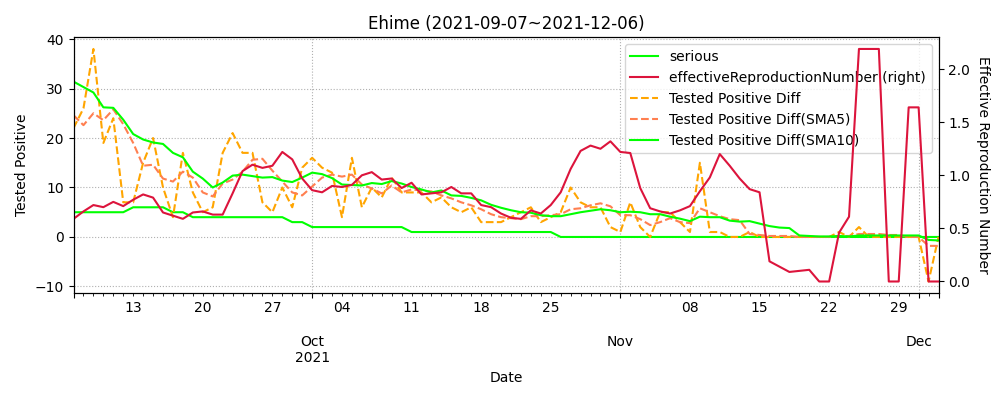 Ehime (2021-09-07~2021-12-06)
40
30
20
10
0
−10
Tested Positive
serious
effectiveReproductionNumber (right)
Tested Positive Diff
Tested Positive Diff(SMA5)
Tested Positive Diff(SMA10)
2.0
1.5
1.0
0.5
0.0
Effective Reproduction Number
13 20 27 04 11 18 25 08 15 22 29
Oct Nov Dec
2021
Date